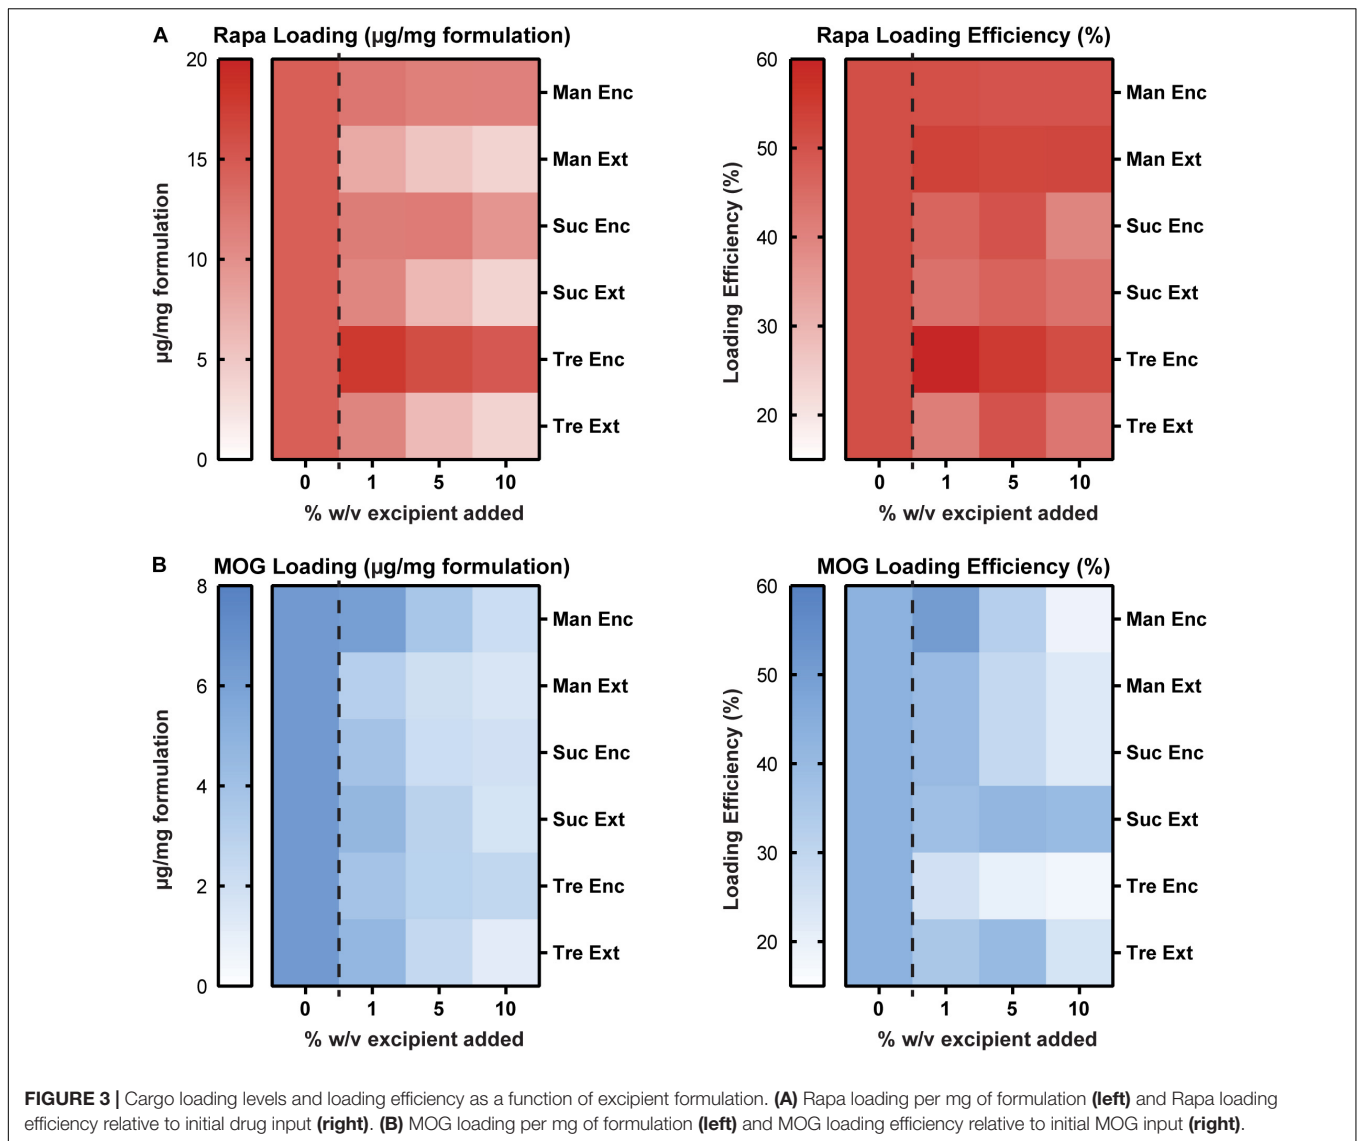 A
Rapa Loading (µg/mg formulation)
20
15
10
5
0
µg/mg formulation
Man Enc
Man Ext
Suc Enc
Suc Ext
Tre Enc
Tre Ext
0 1 5 10
% w/v excipient added
Rapa Loading Efficiency (%)
60
50
40
30
20
Loading Efficiency (%)
Man Enc
Man Ext
Suc Enc
Suc Ext
Tre Enc
Tre Ext
0 1 5 10
% w/v excipient added
B
MOG Loading (µg/mg formulation)
8
6
4
2
0
µg/mg formulation
Man Enc
Man Ext
Suc Enc
Suc Ext
Tre Enc
Tre Ext
0 1 5 10
% w/v excipient added
MOG Loading Efficiency (%)
60
50
40
30
20
Loading Efficiency (%)
Man Enc
Man Ext
Suc Enc
Suc Ext
Tre Enc
Tre Ext
0 1 5 10
% w/v excipient added
FIGURE 3 | Cargo loading levels and loading efficiency as a function of excipient formulation. (A) Rapa loading per mg of formulation (left) and Rapa loading
efficiency relative to initial drug input (right). (B) MOG loading per mg of formulation (left) and MOG loading efficiency relative to initial MOG input (right).